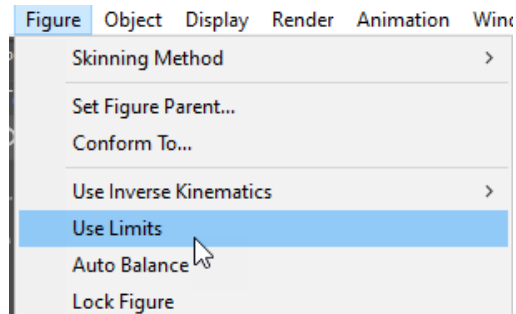 Figure Object Display Render Animation Wind
Skinning Method
Set Figure Parent...
Conform To...
Use Inverse Kinematics
Use Limits
Auto Balance
Lock Figure